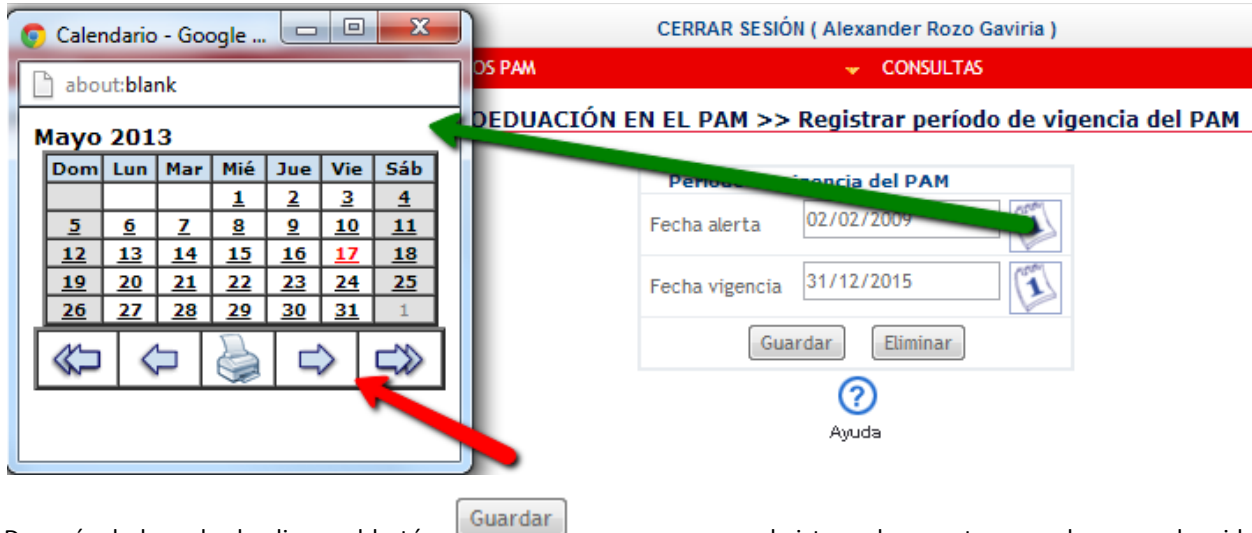 Calendario - Google ...
about:blank
CERRAR SESIÓN ( Alexander Rozo Gaviria )
OS PAM
CONSULTAS
DEDUACIÓN EN EL PAM >> Registrar período de vigencia del PAM
Mayo 2013
Dom Lun Mar Mié Jue Vie Sáb
1 2 3 4
5 6 7 8 9 10 11
12 13 14 15 16 17 18
19 20 21 22 23 24 25
26 27 28 29 30 31 1
del PAM
Fecha alerta 02/02/2009
Fecha vigencia 31/12/2015
Guardar Eliminar
Ayuda
Guardar